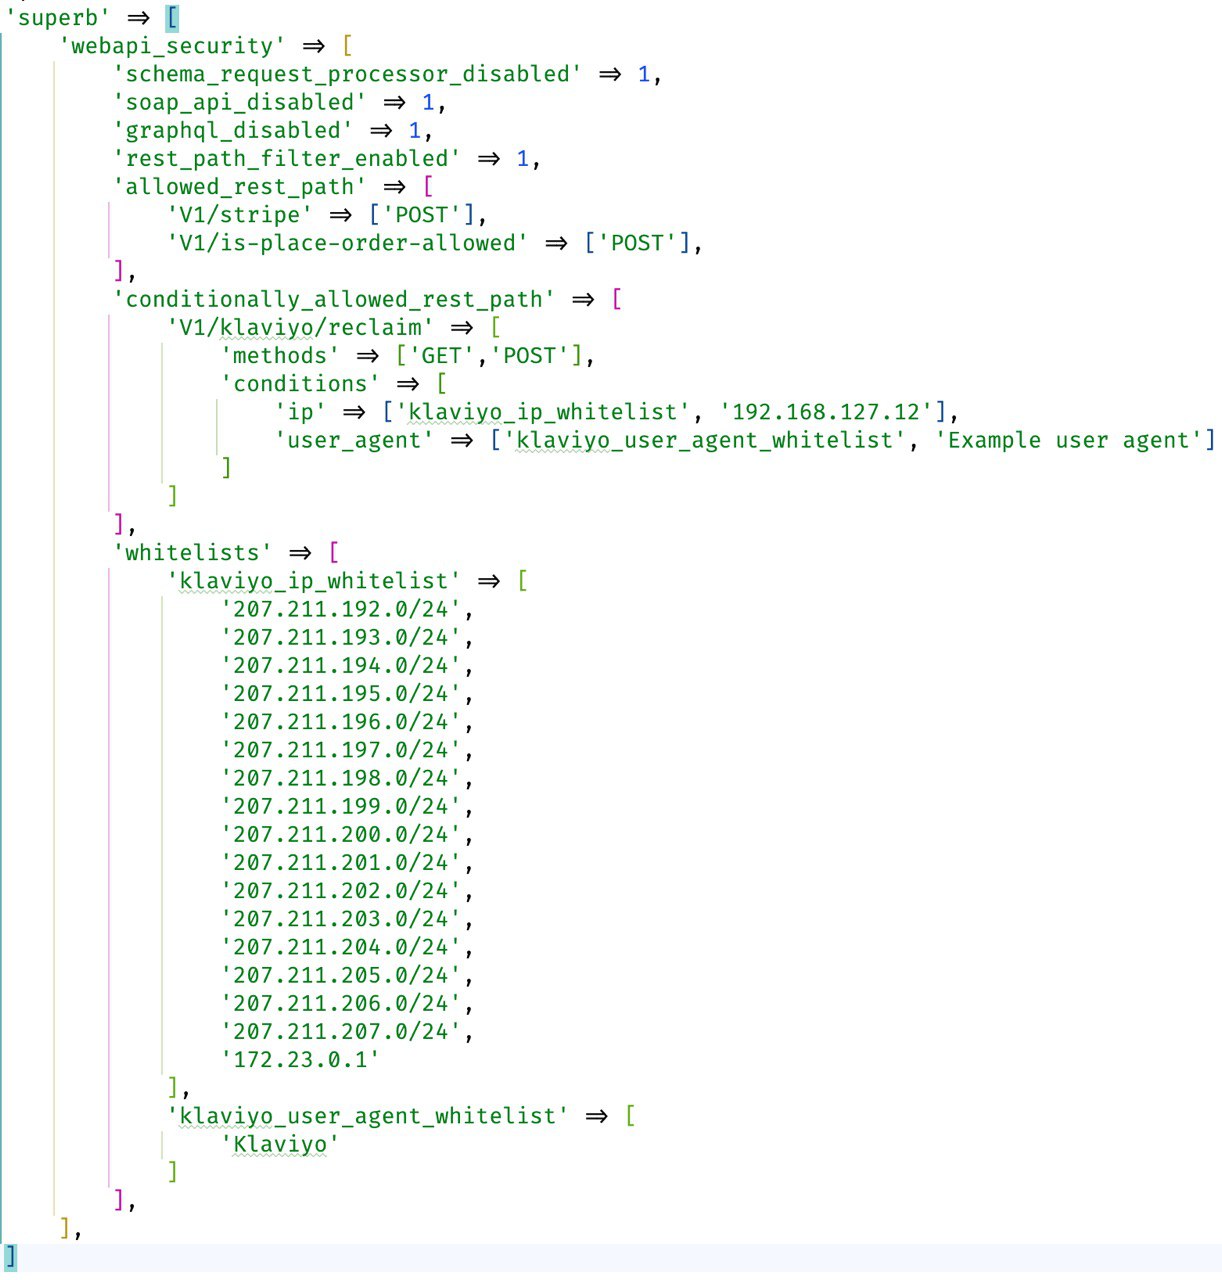 'superb' => [
    'webapi_security' => [
        'schema_request_processor_disabled' => 1,
        'soap_api_disabled' => 1,
        'graphql_disabled' => 1,
        'rest_path_filter_enabled' => 1,
        'allowed_rest_path' => [
            'V1/stripe' => ['POST'],
            'V1/is-place-order-allowed' => ['POST'],
        ],
        'conditionally_allowed_rest_path' => [
            'V1/klaviyo/reclaim' => [
                'methods' => ['GET','POST'],
                'conditions' => [
                    'ip' => ['klaviyo_ip_whitelist', '192.168.127.12'],
                    'user_agent' => ['klaviyo_user_agent_whitelist', 'Example user agent']
                ]
            ]
        ],
        'whitelists' => [
            'klaviyo_ip_whitelist' => [
                '207.211.192.0/24',
                '207.211.193.0/24',
                '207.211.194.0/24',
                '207.211.195.0/24',
                '207.211.196.0/24',
                '207.211.197.0/24',
                '207.211.198.0/24',
                '207.211.199.0/24',
                '207.211.200.0/24',
                '207.211.201.0/24',
                '207.211.202.0/24',
                '207.211.203.0/24',
                '207.211.204.0/24',
                '207.211.205.0/24',
                '207.211.206.0/24',
                '207.211.207.0/24',
                '172.23.0.1'
            ],
            'klaviyo_user_agent_whitelist' => [
                'Klaviyo'
            ]
        ],
    ],
]